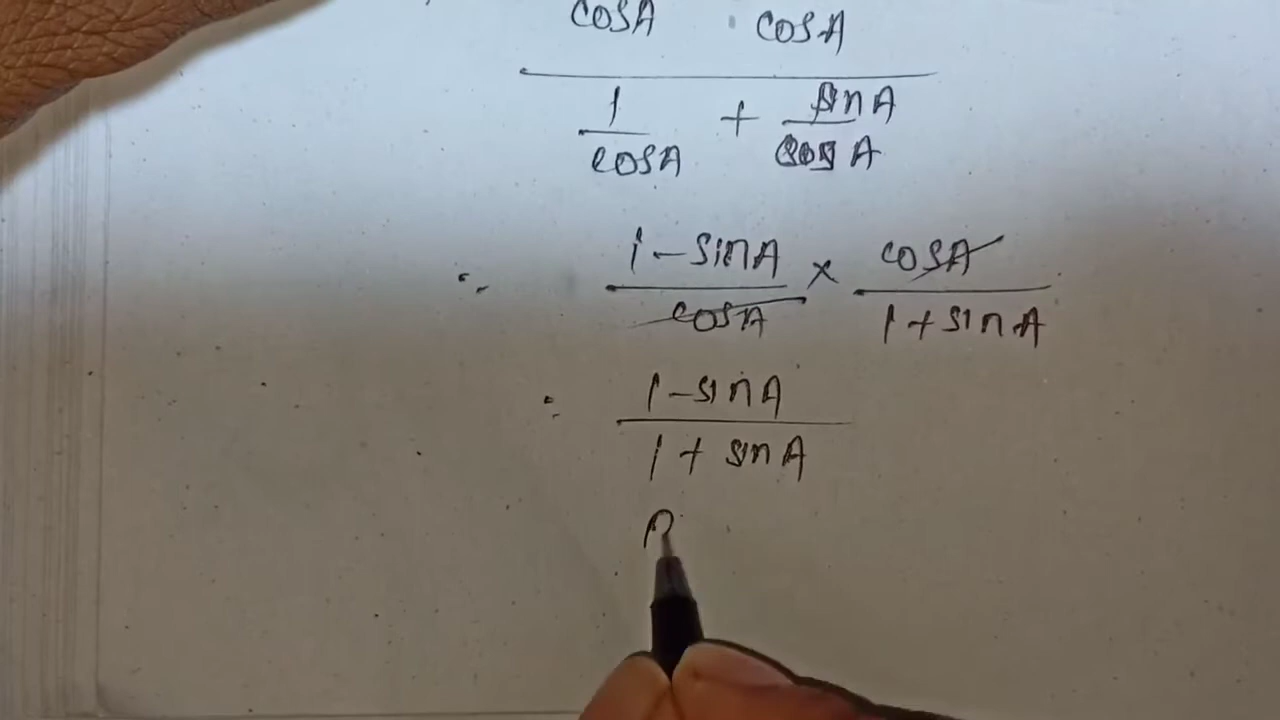 cosA cosA
1/cosA + sinA/cosA
∴ 1-sinA/cosA × cosA/1+sinA
= 1-sinA/1+sinA